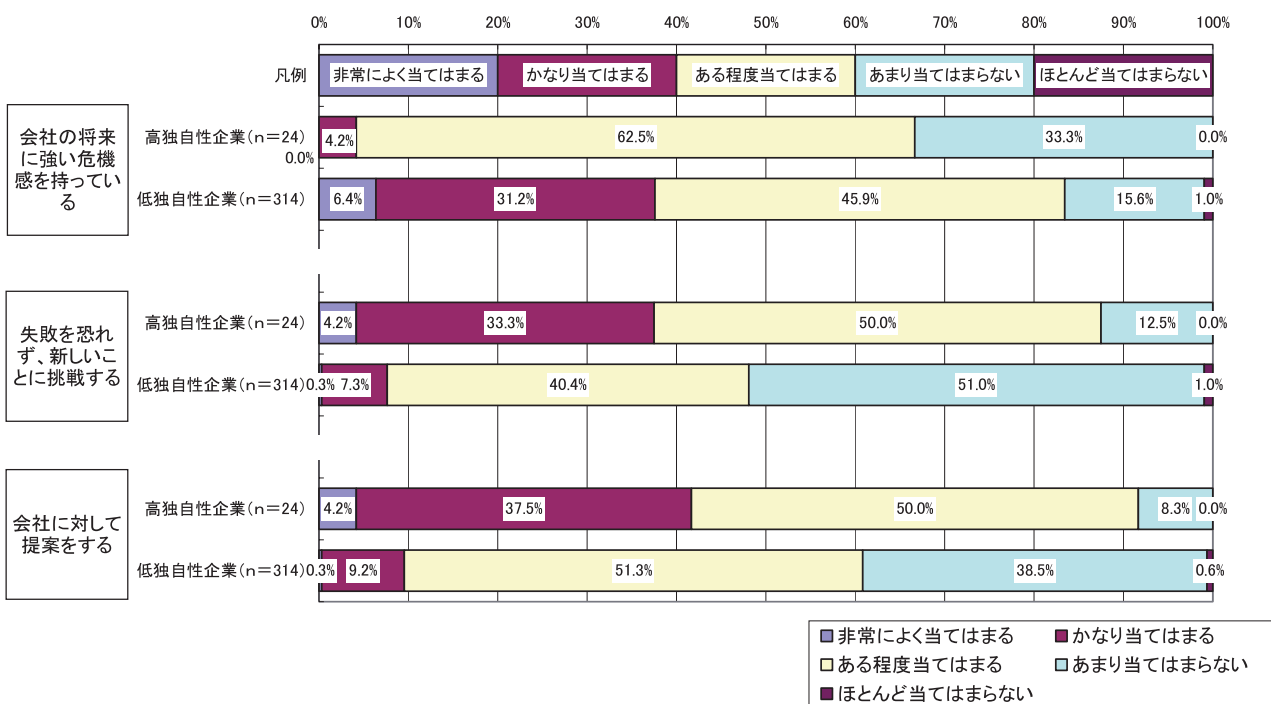 0% 10% 20% 30% 40% 50% 60% 70% 80% 90% 100%
凡例 非常によく当てはまる かなり当てはまる ある程度当てはまる あまり当てはまらない ほとんど当てはまらない
会社の将来
に強い危機
感を持ってい
る
高独自性企業(n=24) 4.2% 62.5% 33.3% 0.0%
0.0%
低独自性企業(n=314) 6.4% 31.2% 45.9% 15.6% 1.0%
失敗を恐れ
ず、新しいこ
とに挑戦する
高独自性企業(n=24) 4.2% 33.3% 50.0% 12.5% 0.0%
低独自性企業(n=314) 0.3% 7.3% 40.4% 51.0% 1.0%
会社に対して
提案をする
高独自性企業(n=24) 4.2% 37.5% 50.0% 8.3% 0.0%
低独自性企業(n=314) 0.3% 9.2% 51.3% 38.5% 0.6%
非常によく当てはまる かなり当てはまる
ある程度当てはまる あまり当てはまらない
ほとんど当てはまらない